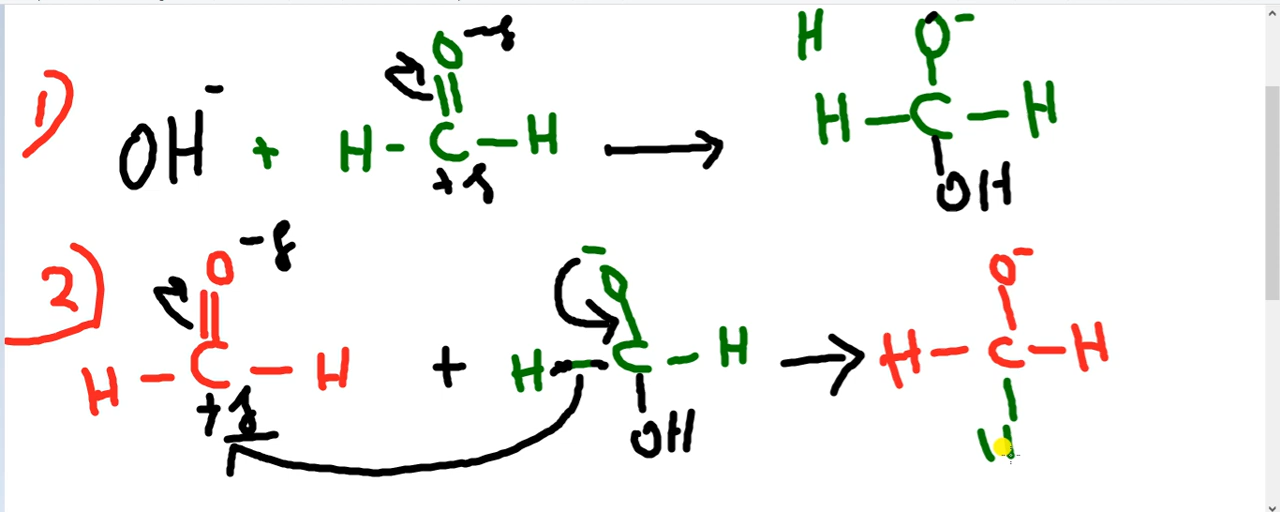 H O⁻
O -δ
1) OH⁻ + H-C-H → H-C-H
+δ OH
2) O -δ ⁻O O⁻
H-C-H + H-C-H → H-C-H
+δ OH H